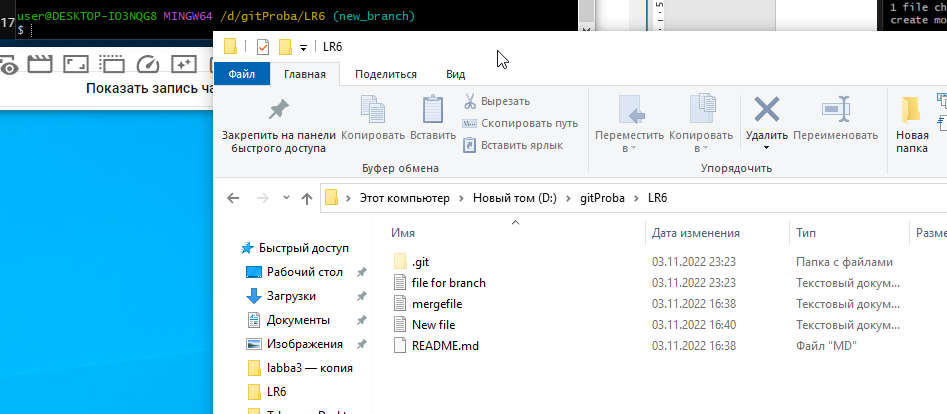 17
user@DESKTOP-IO3NQG8 MINGW64 /d/gitProba/LR6 (new_branch)
$
1 file ch
create mo
5
LR6
Файл Главная Поделиться Вид
Показать запись ча
Закрепить на панели быстрого доступа
Копировать
Вставить
Вырезать
Скопировать путь
Вставить ярлык
Буфер обмена
Переместить в
Копировать в
Удалить
Переименовать
Упорядочить
Новая папка
Этот компьютер > Новый том (D:) > gitProba > LR6
Имя Дата изменения Тип Разме
.git 03.11.2022 23:23 Папка с файлами
file for branch 03.11.2022 23:23 Текстовый докум...
mergefile 03.11.2022 16:38 Текстовый докум...
New file 03.11.2022 16:40 Текстовый докум...
README.md 03.11.2022 16:38 Файл "MD"
Быстрый доступ
Рабочий стол
Загрузки
Документы
Изображения
labba3 — копия
LR6